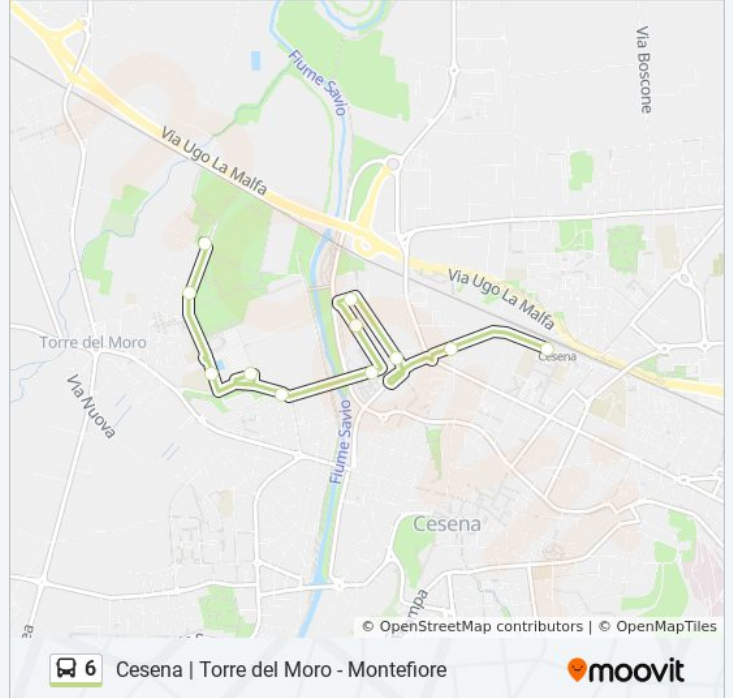 Via Boscone
Fiume Savio
Via Ugo La Malfa
Via Ugo La Malfa
Torre del Moro
Cesena
Via Nuova
Fiume Savio
Cesena
© OpenStreetMap contributors | © OpenMapTiles
6 Cesena | Torre del Moro - Montefiore
moovit